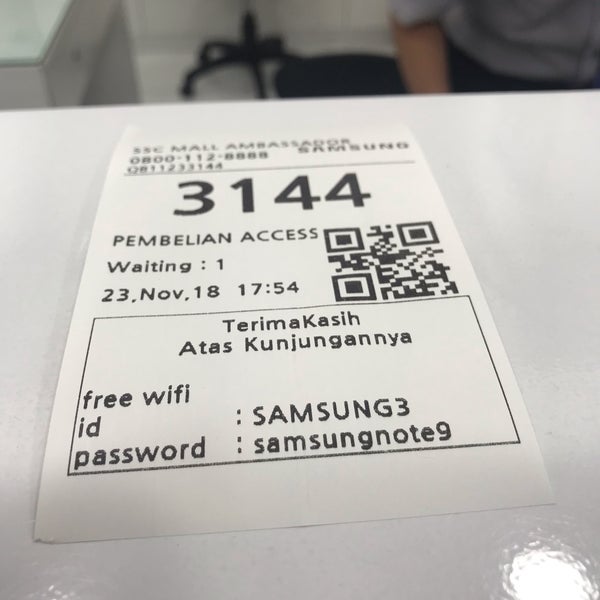 SSC MALL AMBASSADOR
0800-112-8888 SAMSUNG
0811233144
3144
PEMBELIAN ACCESS
Waiting : 1
23,Nov,18 17:54
TerimaKasih
Atas Kunjungannya
free wifi
id : SAMSUNG3
password : samsungnote9